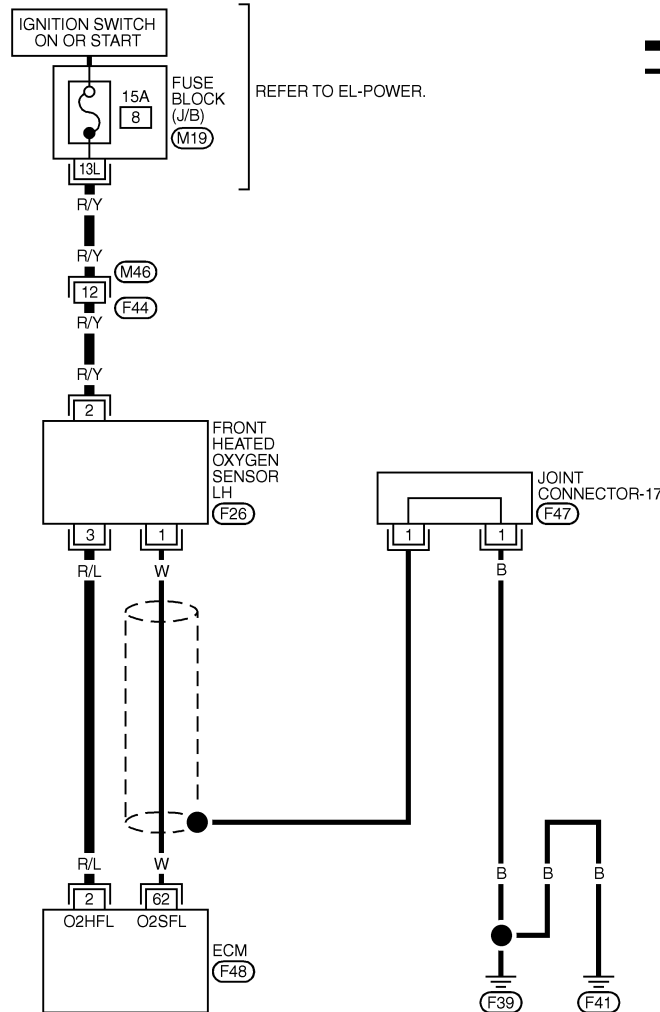 IGNITION SWITCH
ON OR START
15A
8
FUSE
BLOCK
(J/B)
M19
REFER TO EL-POWER.
13L
R/Y
R/Y
M46
12
F44
R/Y
R/Y
2
FRONT
HEATED
OXYGEN
SENSOR
LH
F26
3
1
JOINT
CONNECTOR-17
F47
1
1
R/L
W
B
R/L
W
B
B
B
2
62
O2HFL
O2SFL
ECM
F48
F39
F41